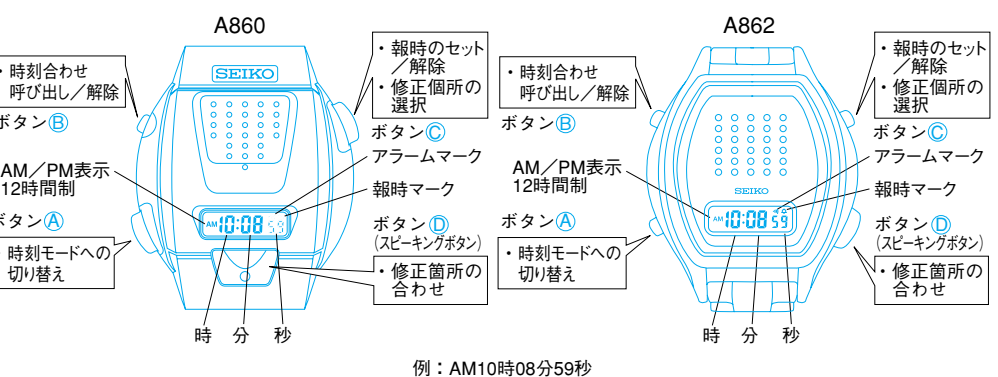 A860
・時刻合わせ
呼び出し／解除
ボタンⒷ
AM／PM表示
12時間制
ボタンⒶ
・時刻モードへの
切り替え
SEIKO
AM10:08 59
時 分 秒
・報時のセット
／解除
・修正個所の
選択
ボタンⒸ
アラームマーク
報時マーク
ボタンⒹ
(スピーキングボタン)
・修正箇所の
合わせ
A862
・時刻合わせ
呼び出し／解除
ボタンⒷ
AM／PM表示
12時間制
ボタンⒶ
・時刻モードへの
切り替え
SEIKO
AM10:08 59
時 分 秒
・報時のセット
／解除
・修正個所の
選択
ボタンⒸ
アラームマーク
報時マーク
ボタンⒹ
(スピーキングボタン)
・修正箇所の
合わせ
例：AM10時08分59秒